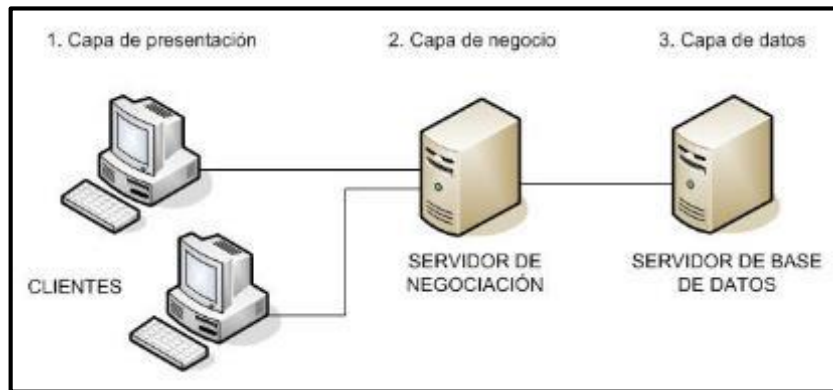 1. Capa de presentación
2. Capa de negocio
3. Capa de datos
CLIENTES
SERVIDOR DE
NEGOCIACIÓN
SERVIDOR DE BASE
DE DATOS